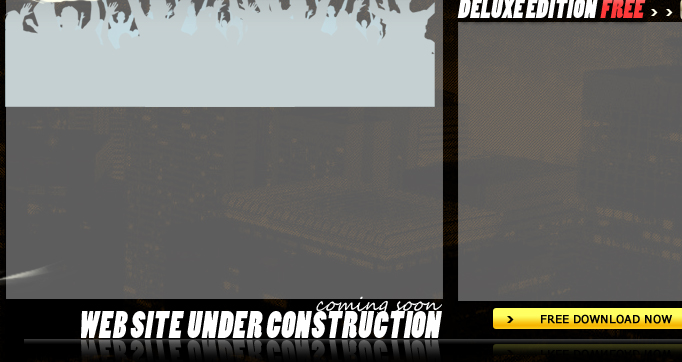 DELUXE EDITION FREE > >
coming soon
WEB SITE UNDER CONSTRUCTION
> FREE DOWNLOAD NOW